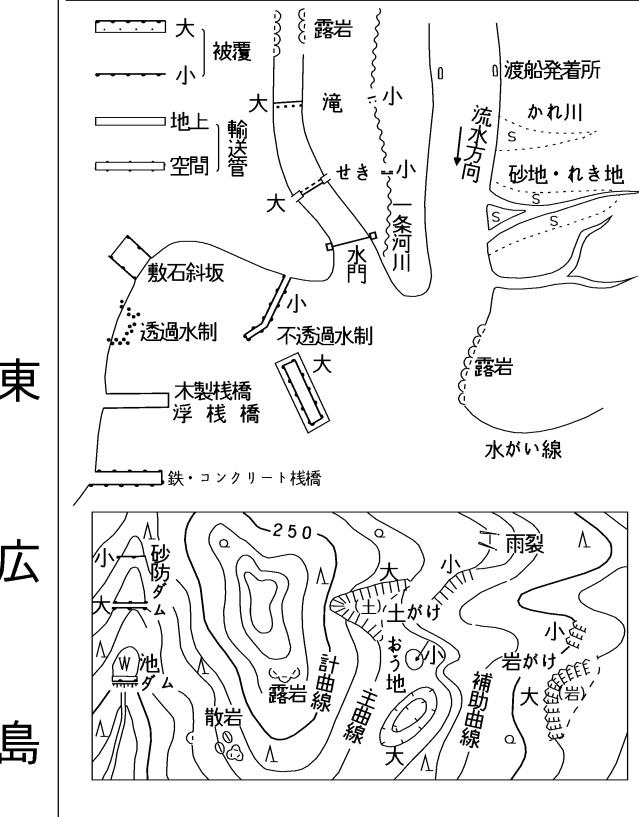 大
小
被覆
地上
空間
輸送管
露岩
大
滝
小
せき
小
大
一条河川
水門
渡船発着所
流水方向
かれ川
S
砂地・れき地
S
S
S
敷石斜坂
小
透過水制
不透過水制
大
木製桟橋
浮桟橋
鉄・コンクリート桟橋
露岩
水がい線
東
広
島
小
砂防ダム
大
W
池
ダム
250
露岩
散岩
計曲線
主曲線
大
(土)
土がけ
小
おう地
小
大
補助曲線
雨裂
小
岩がけ
大
(岩)